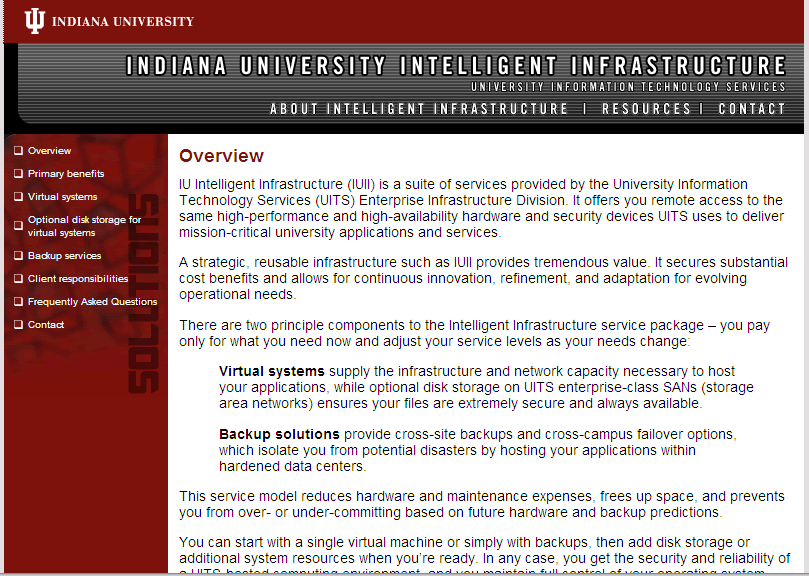 INDIANA UNIVERSITY
INDIANA UNIVERSITY INTELLIGENT INFRASTRUCTURE
UNIVERSITY INFORMATION TECHNOLOGY SERVICES
ABOUT INTELLIGENT INFRASTRUCTURE | RESOURCES | CONTACT
Overview
Primary benefits
Virtual systems
Optional disk storage for
virtual systems
Backup services
Client responsibilities
Frequently Asked Questions
Contact
SOLUTIONS
Overview
IU Intelligent Infrastructure (IUII) is a suite of services provided by the University Information
Technology Services (UITS) Enterprise Infrastructure Division. It offers you remote access to the
same high-performance and high-availability hardware and security devices UITS uses to deliver
mission-critical university applications and services.
A strategic, reusable infrastructure such as IUII provides tremendous value. It secures substantial
cost benefits and allows for continuous innovation, refinement, and adaptation for evolving
operational needs.
There are two principle components to the Intelligent Infrastructure service package – you pay
only for what you need now and adjust your service levels as your needs change:
Virtual systems supply the infrastructure and network capacity necessary to host
your applications, while optional disk storage on UITS enterprise-class SANs (storage
area networks) ensures your files are extremely secure and always available.
Backup solutions provide cross-site backups and cross-campus failover options,
which isolate you from potential disasters by hosting your applications within
hardened data centers.
This service model reduces hardware and maintenance expenses, frees up space, and prevents
you from over- or under-committing based on future hardware and backup predictions.
You can start with a single virtual machine or simply with backups, then add disk storage or
additional system resources when you're ready. In any case, you get the security and reliability of
a UITS-hosted computing environment, and you maintain full control of your operating system